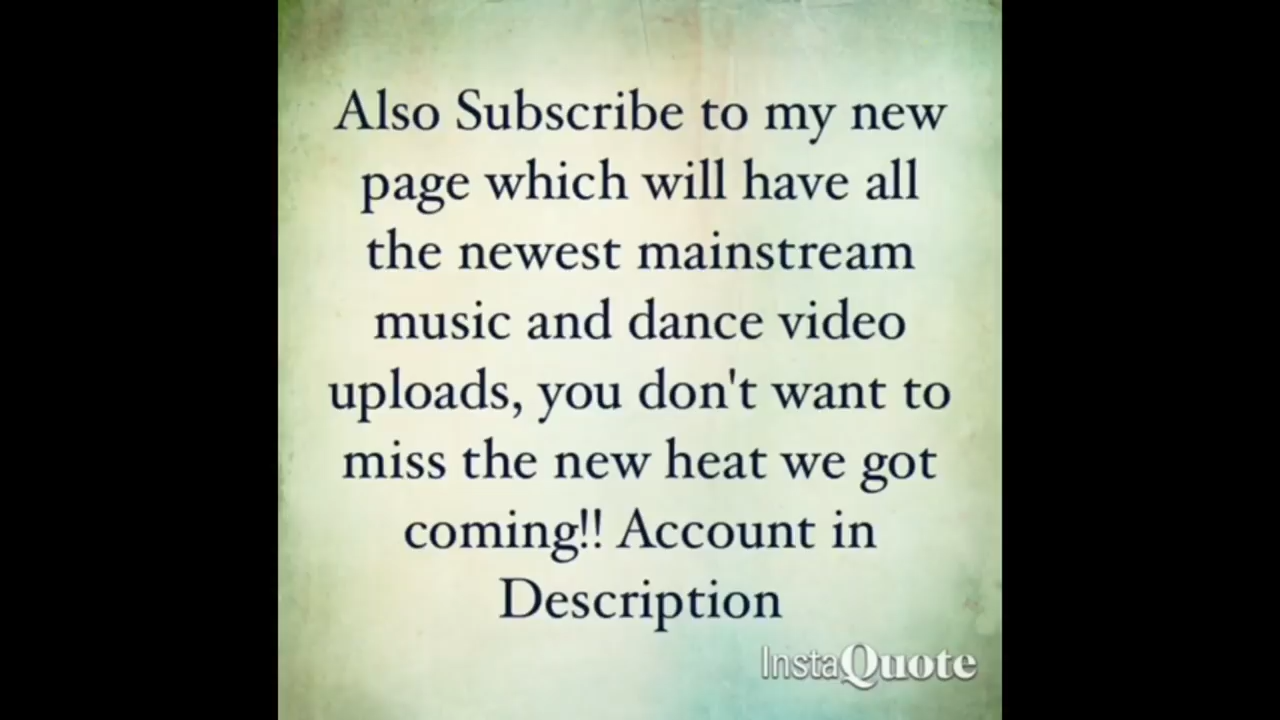 Also Subscribe to my new
page which will have all
the newest mainstream
music and dance video
uploads, you don't want to
miss the new heat we got
coming!! Account in
Description
InstaQuote